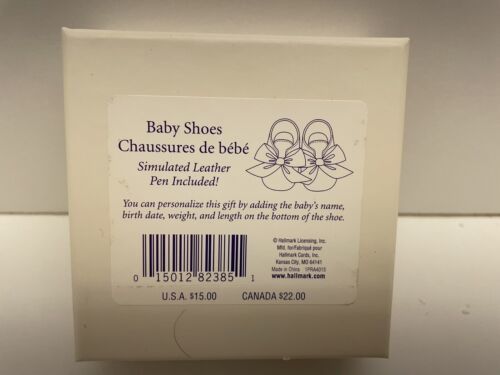 Baby Shoes
Chaussures de bébé
Simulated Leather
Pen Included!
You can personalize this gift by adding the baby's name,
birth date, weight, and length on the bottom of the shoe.
© Hallmark Licensing, Inc.
Mfd. for/Fabriqué pour
Hallmark Cards, Inc.
Kansas City, MO 64141
Made in China 1PRA4015
www.hallmark.com
0 15012 82385 1
U.S.A. $15.00 CANADA $22.00